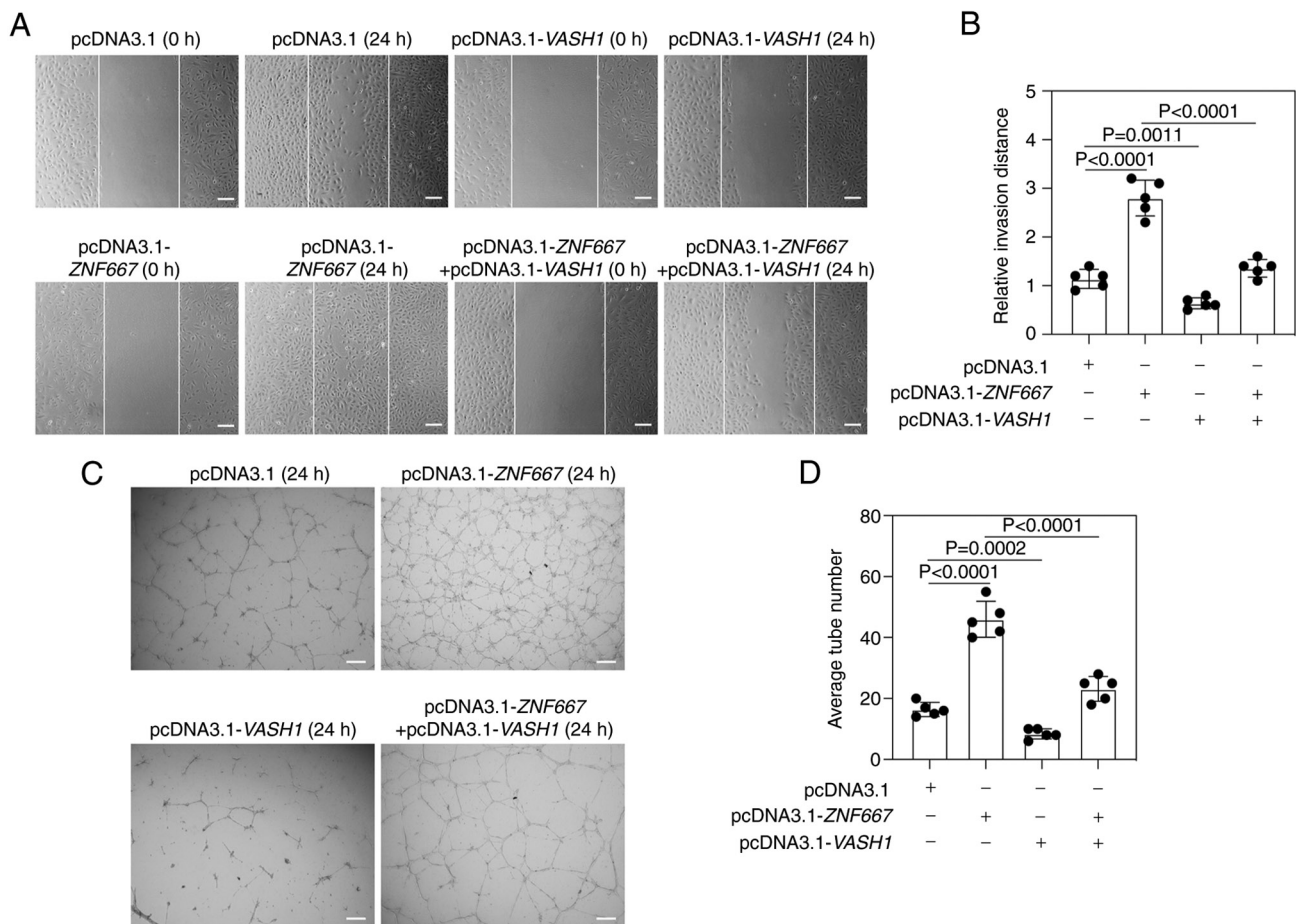 A
pcDNA3.1 (0 h)
pcDNA3.1 (24 h)
pcDNA3.1-VASH1 (0 h)
pcDNA3.1-VASH1 (24 h)
pcDNA3.1-
ZNF667 (0 h)
pcDNA3.1-
ZNF667 (24 h)
pcDNA3.1-ZNF667
+pcDNA3.1-VASH1 (0 h)
pcDNA3.1-ZNF667
+pcDNA3.1-VASH1 (24 h)
B
Relative invasion distance
5
4
3
2
1
0
P<0.0001
P=0.0011
P<0.0001
pcDNA3.1 + − − −
pcDNA3.1-ZNF667 − + − +
pcDNA3.1-VASH1 − − + +
C
pcDNA3.1 (24 h)
pcDNA3.1-ZNF667 (24 h)
pcDNA3.1-VASH1 (24 h)
pcDNA3.1-ZNF667
+pcDNA3.1-VASH1 (24 h)
D
Average tube number
80
60
40
20
0
P<0.0001
P=0.0002
P<0.0001
pcDNA3.1 + − − −
pcDNA3.1-ZNF667 − + − +
pcDNA3.1-VASH1 − − + +